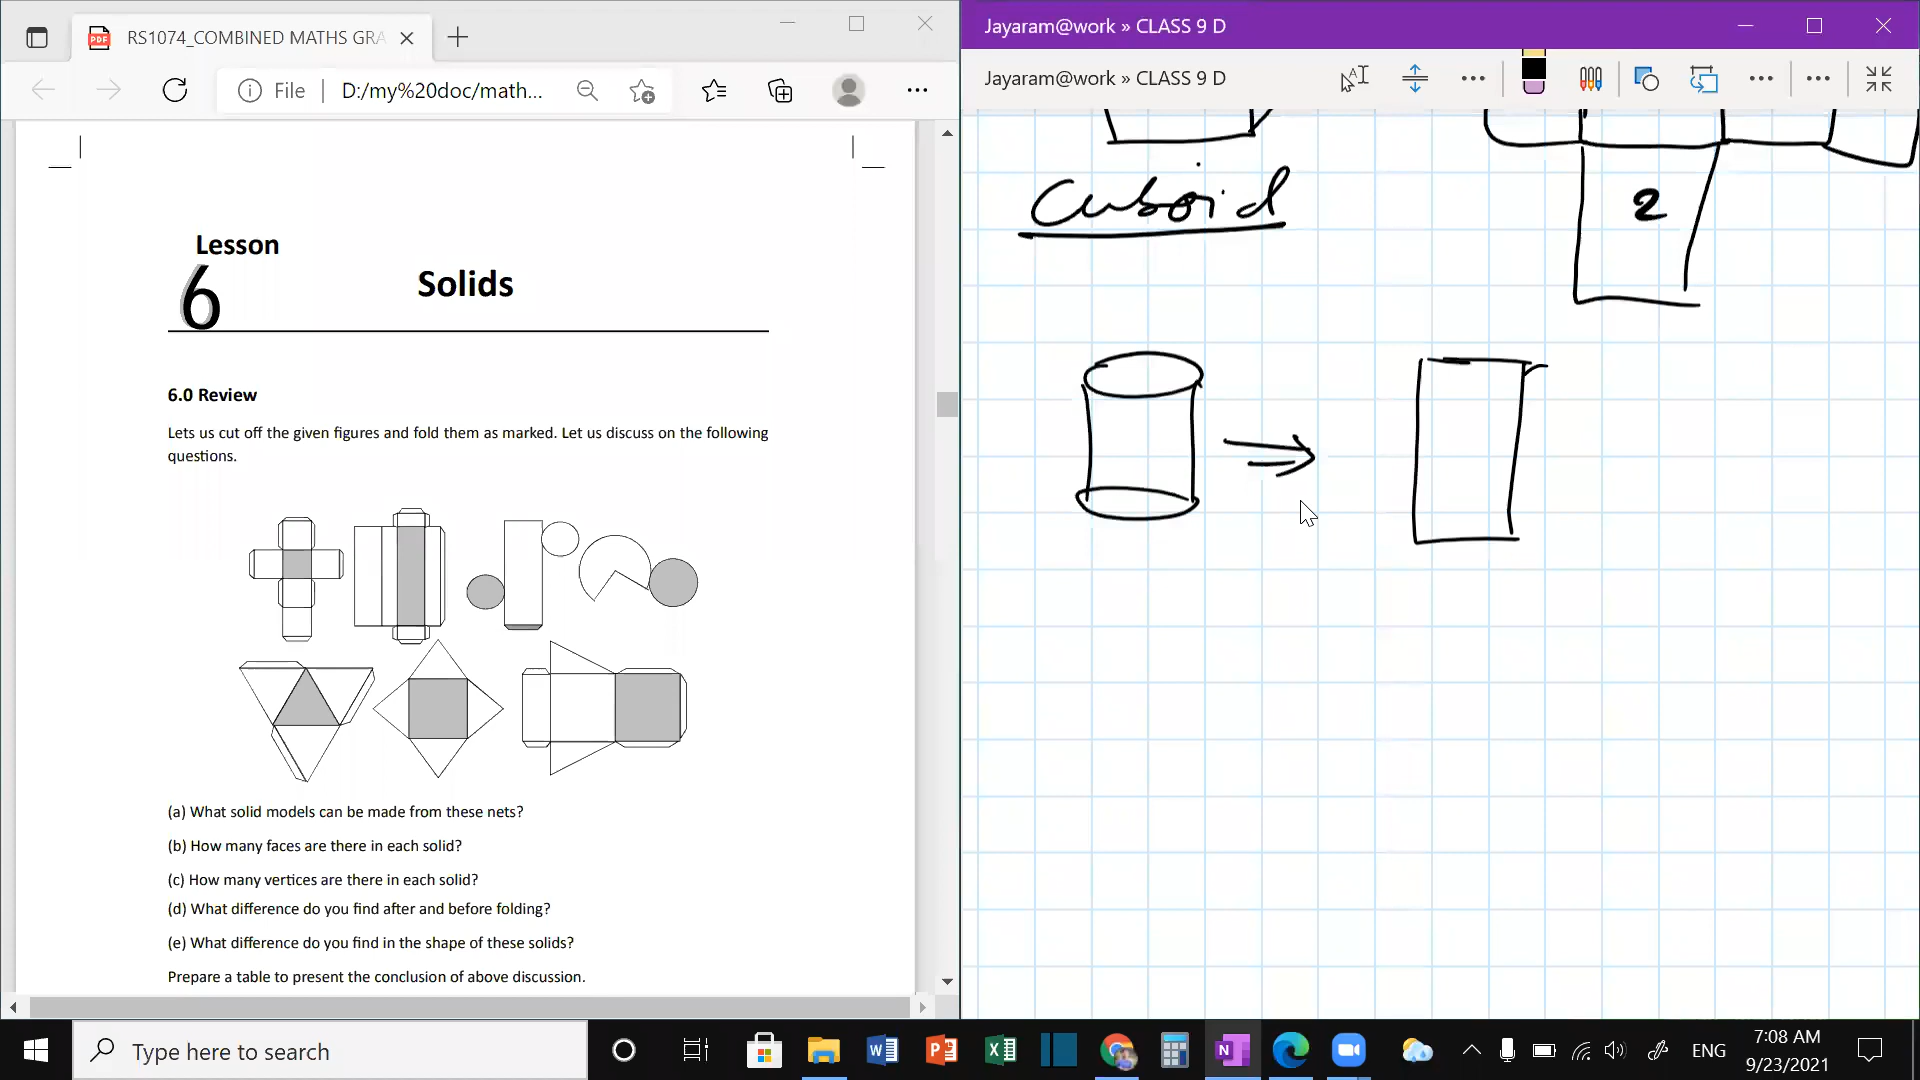 RS1074_COMBINED MATHS GRA
File
D:/my%20doc/math...
Lesson
6
Solids
6.0 Review
Lets us cut off the given figures and fold them as marked. Let us discuss on the following
questions.
(a) What solid models can be made from these nets?
(b) How many faces are there in each solid?
(c) How many vertices are there in each solid?
(d) What difference do you find after and before folding?
(e) What difference do you find in the shape of these solids?
Prepare a table to present the conclusion of above discussion.
Jayaram@work » CLASS 9 D
Jayaram@work » CLASS 9 D
Cuboid
2
Type here to search
ENG
7:08 AM
9/23/2021